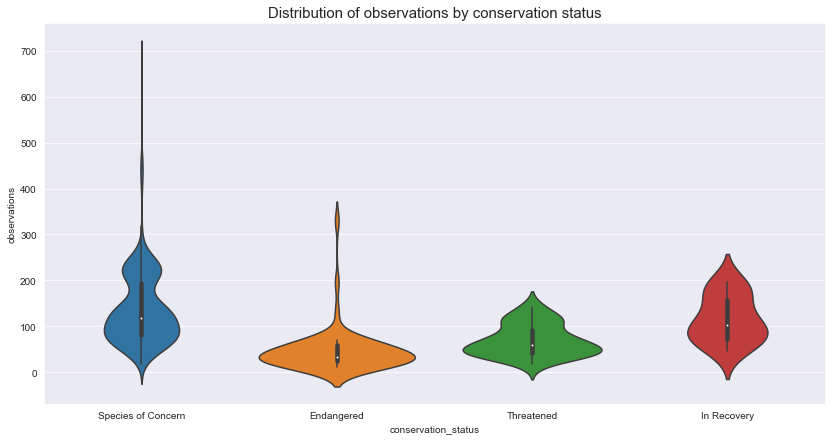 Distribution of observations by conservation status
700
600
500
400
300
200
100
0
observations
Species of Concern
Endangered
Threatened
In Recovery
conservation_status